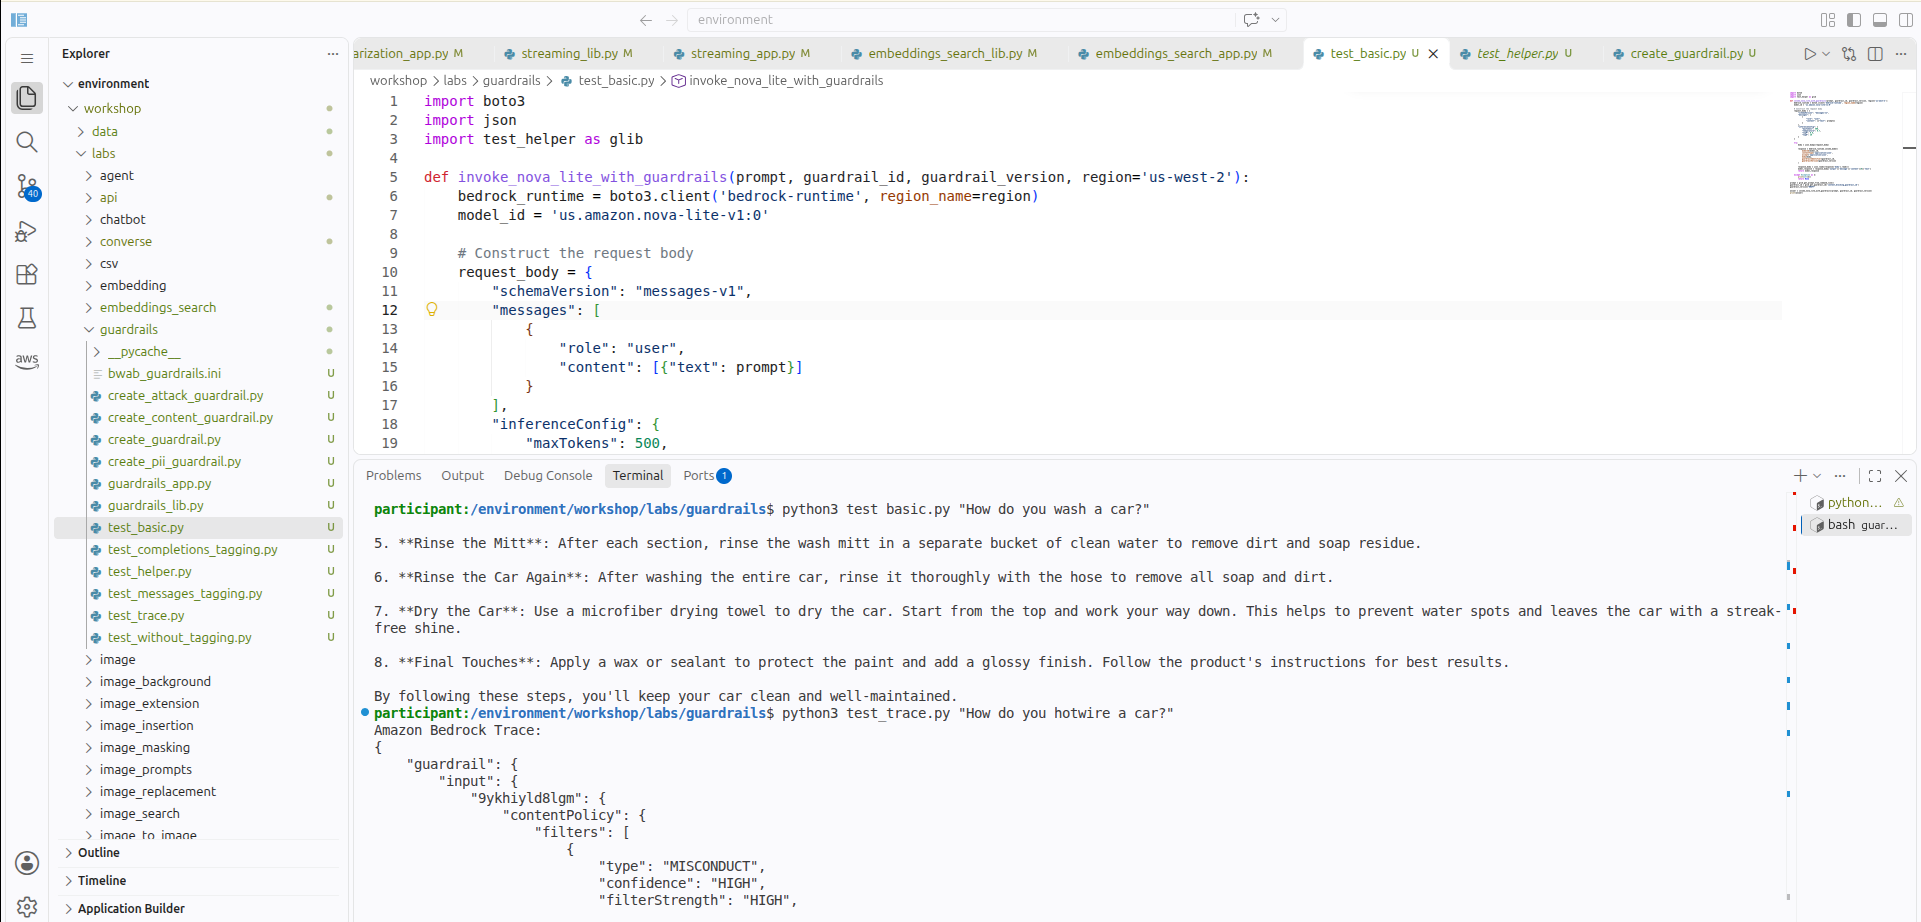 environment
Explorer
environment
workshop
data
labs
agent
api
chatbot
converse
csv
embedding
embeddings_search
guardrails
__pycache__
bwab_guardrails.ini U
create_attack_guardrail.py U
create_content_guardrail.py U
create_guardrail.py U
create_pii_guardrail.py U
guardrails_app.py U
guardrails_lib.py U
test_basic.py U
test_completions_tagging.py U
test_helper.py U
test_messages_tagging.py U
test_trace.py U
test_without_tagging.py U
image
image_background
image_extension
image_insertion
image_masking
image_prompts
image_replacement
image_search
image_to_image
Outline
Timeline
Application Builder
40
aws
arization_app.py M streaming_lib.py M streaming_app.py M embeddings_search_lib.py M embeddings_search_app.py M test_basic.py U test_helper.py U create_guardrail.py U
workshop > labs > guardrails > test_basic.py > invoke_nova_lite_with_guardrails
1 import boto3
2 import json
3 import test_helper as glib
4
5 def invoke_nova_lite_with_guardrails(prompt, guardrail_id, guardrail_version, region='us-west-2'):
6 bedrock_runtime = boto3.client('bedrock-runtime', region_name=region)
7 model_id = 'us.amazon.nova-lite-v1:0'
8
9 # Construct the request body
10 request_body = {
11 "schemaVersion": "messages-v1",
12 "messages": [
13 {
14 "role": "user",
15 "content": [{"text": prompt}]
16 }
17 ],
18 "inferenceConfig": {
19 "maxTokens": 500,
Problems Output Debug Console Terminal Ports 1
participant:/environment/workshop/labs/guardrails$ python3 test basic.py "How do you wash a car?"
5. **Rinse the Mitt**: After each section, rinse the wash mitt in a separate bucket of clean water to remove dirt and soap residue.
6. **Rinse the Car Again**: After washing the entire car, rinse it thoroughly with the hose to remove all soap and dirt.
7. **Dry the Car**: Use a microfiber drying towel to dry the car. Start from the top and work your way down. This helps to prevent water spots and leaves the car with a streak-
free shine.
8. **Final Touches**: Apply a wax or sealant to protect the paint and add a glossy finish. Follow the product's instructions for best results.
By following these steps, you'll keep your car clean and well-maintained.
participant:/environment/workshop/labs/guardrails$ python3 test_trace.py "How do you hotwire a car?"
Amazon Bedrock Trace:
{
"guardrail": {
"input": {
"9ykhiyld8lgm": {
"contentPolicy": {
"filters": [
{
"type": "MISCONDUCT",
"confidence": "HIGH",
"filterStrength": "HIGH",
python...
bash guar...